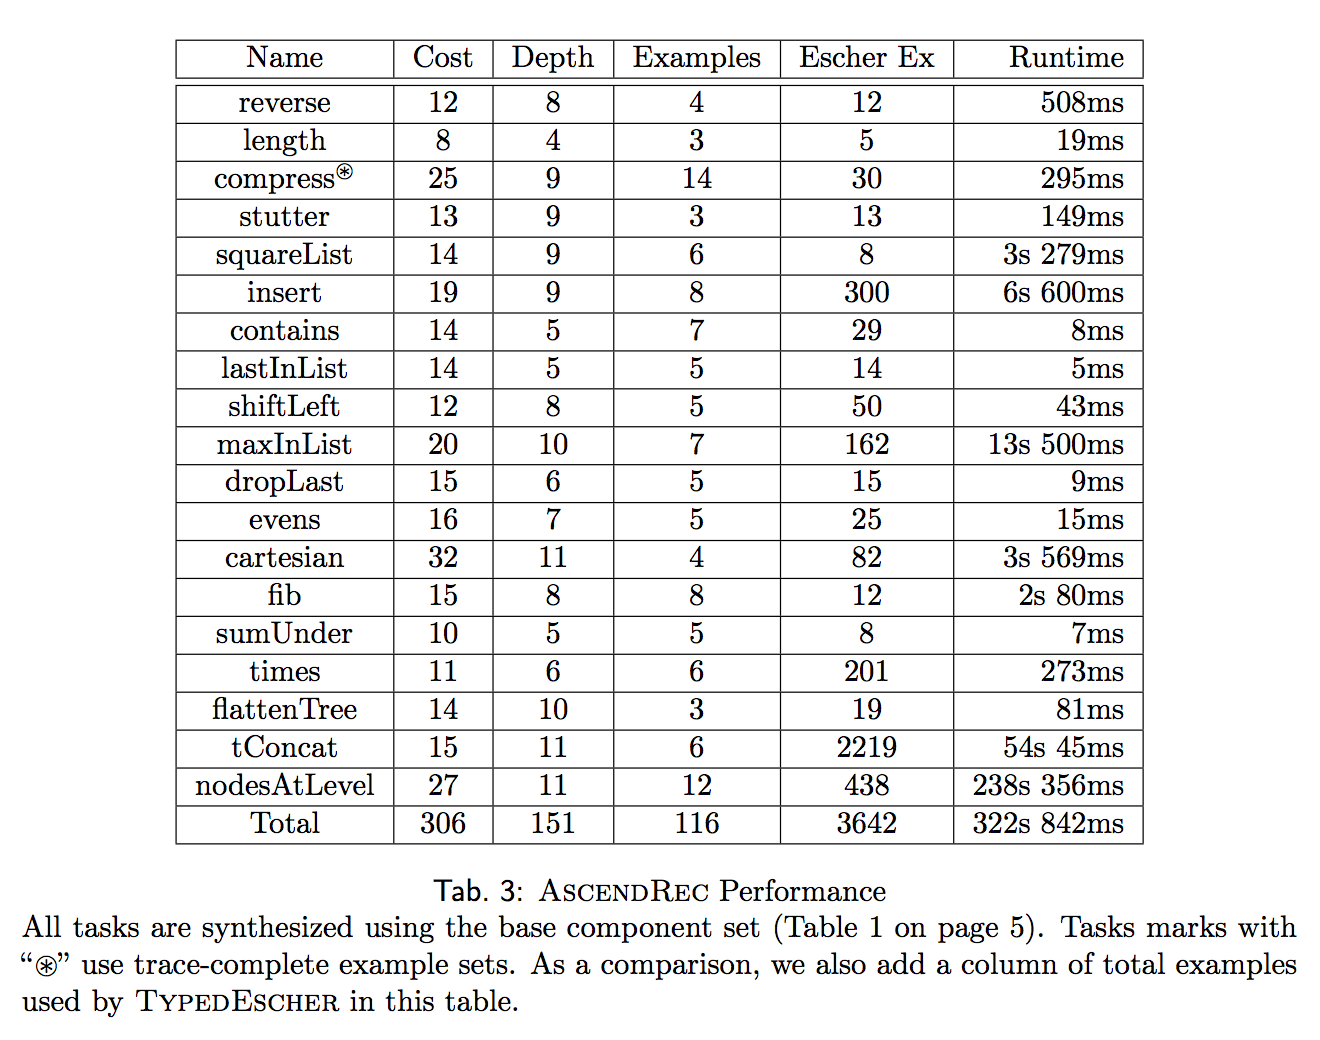 Name Cost Depth Examples Escher Ex Runtime
reverse 12 8 4 12 508ms
length 8 4 3 5 19ms
compress⊛ 25 9 14 30 295ms
stutter 13 9 3 13 149ms
squareList 14 9 6 8 3s 279ms
insert 19 9 8 300 6s 600ms
contains 14 5 7 29 8ms
lastInList 14 5 5 14 5ms
shiftLeft 12 8 5 50 43ms
maxInList 20 10 7 162 13s 500ms
dropLast 15 6 5 15 9ms
evens 16 7 5 25 15ms
cartesian 32 11 4 82 3s 569ms
fib 15 8 8 12 2s 80ms
sumUnder 10 5 5 8 7ms
times 11 6 6 201 273ms
flattenTree 14 10 3 19 81ms
tConcat 15 11 6 2219 54s 45ms
nodesAtLevel 27 11 12 438 238s 356ms
Total 306 151 116 3642 322s 842ms
Tab. 3: ASCENDREC Performance
All tasks are synthesized using the base component set (Table 1 on page 5). Tasks marks with
“⊛” use trace-complete example sets. As a comparison, we also add a column of total examples
used by TYPEDESCHER in this table.